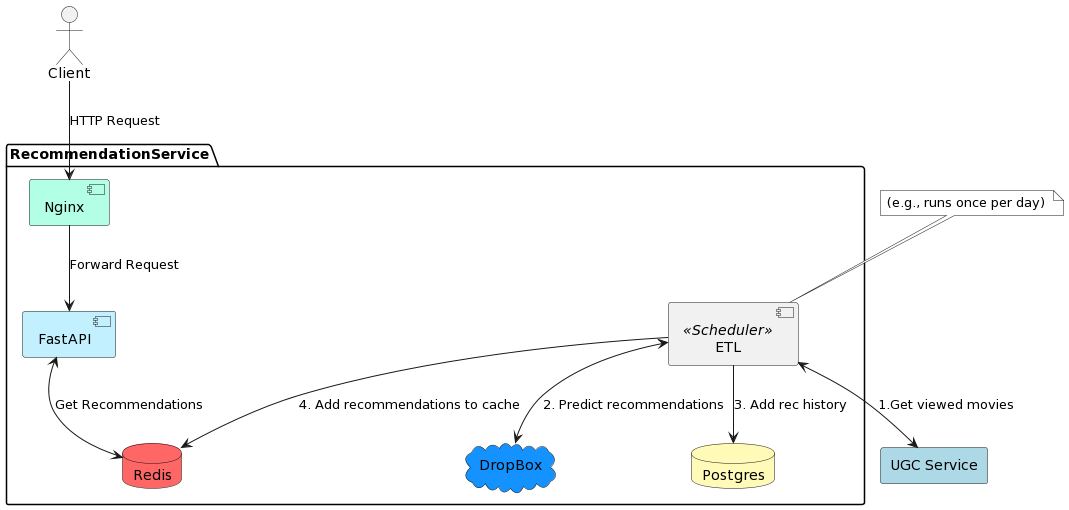 Client
HTTP Request
RecommendationService
Nginx
(e.g., runs once per day)
Forward Request
FastAPI
«Scheduler»
ETL
Get Recommendations
4. Add recommendations to cache
2. Predict recommendations
3. Add rec history
1.Get viewed movies
Redis
DropBox
Postgres
UGC Service